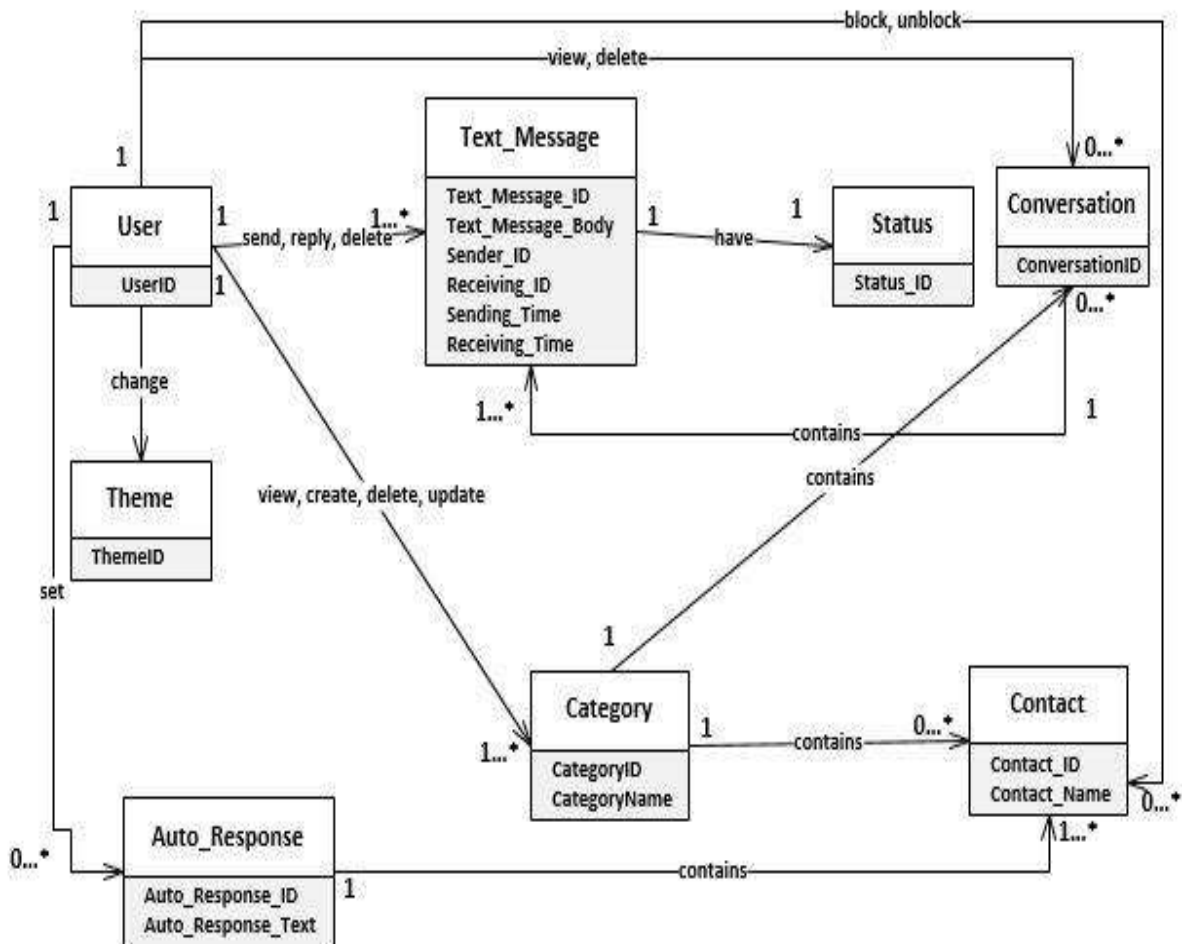 block, unblock
view, delete
Text_Message
Text_Message_ID
Text_Message_Body
Sender_ID
Receiving_ID
Sending_Time
Receiving_Time
1
1
User
UserID
1
1
send, reply, delete
1...*
1
have
1
Status
Status_ID
0...*
Conversation
ConversationID
0...*
change
1...*
contains
1
contains
Theme
ThemeID
view, create, delete, update
set
1
Category
CategoryID
CategoryName
1...*
1
contains
0...*
Contact
Contact_ID
Contact_Name
0...*
1...*
0...*
Auto_Response
Auto_Response_ID
Auto_Response_Text
1
contains